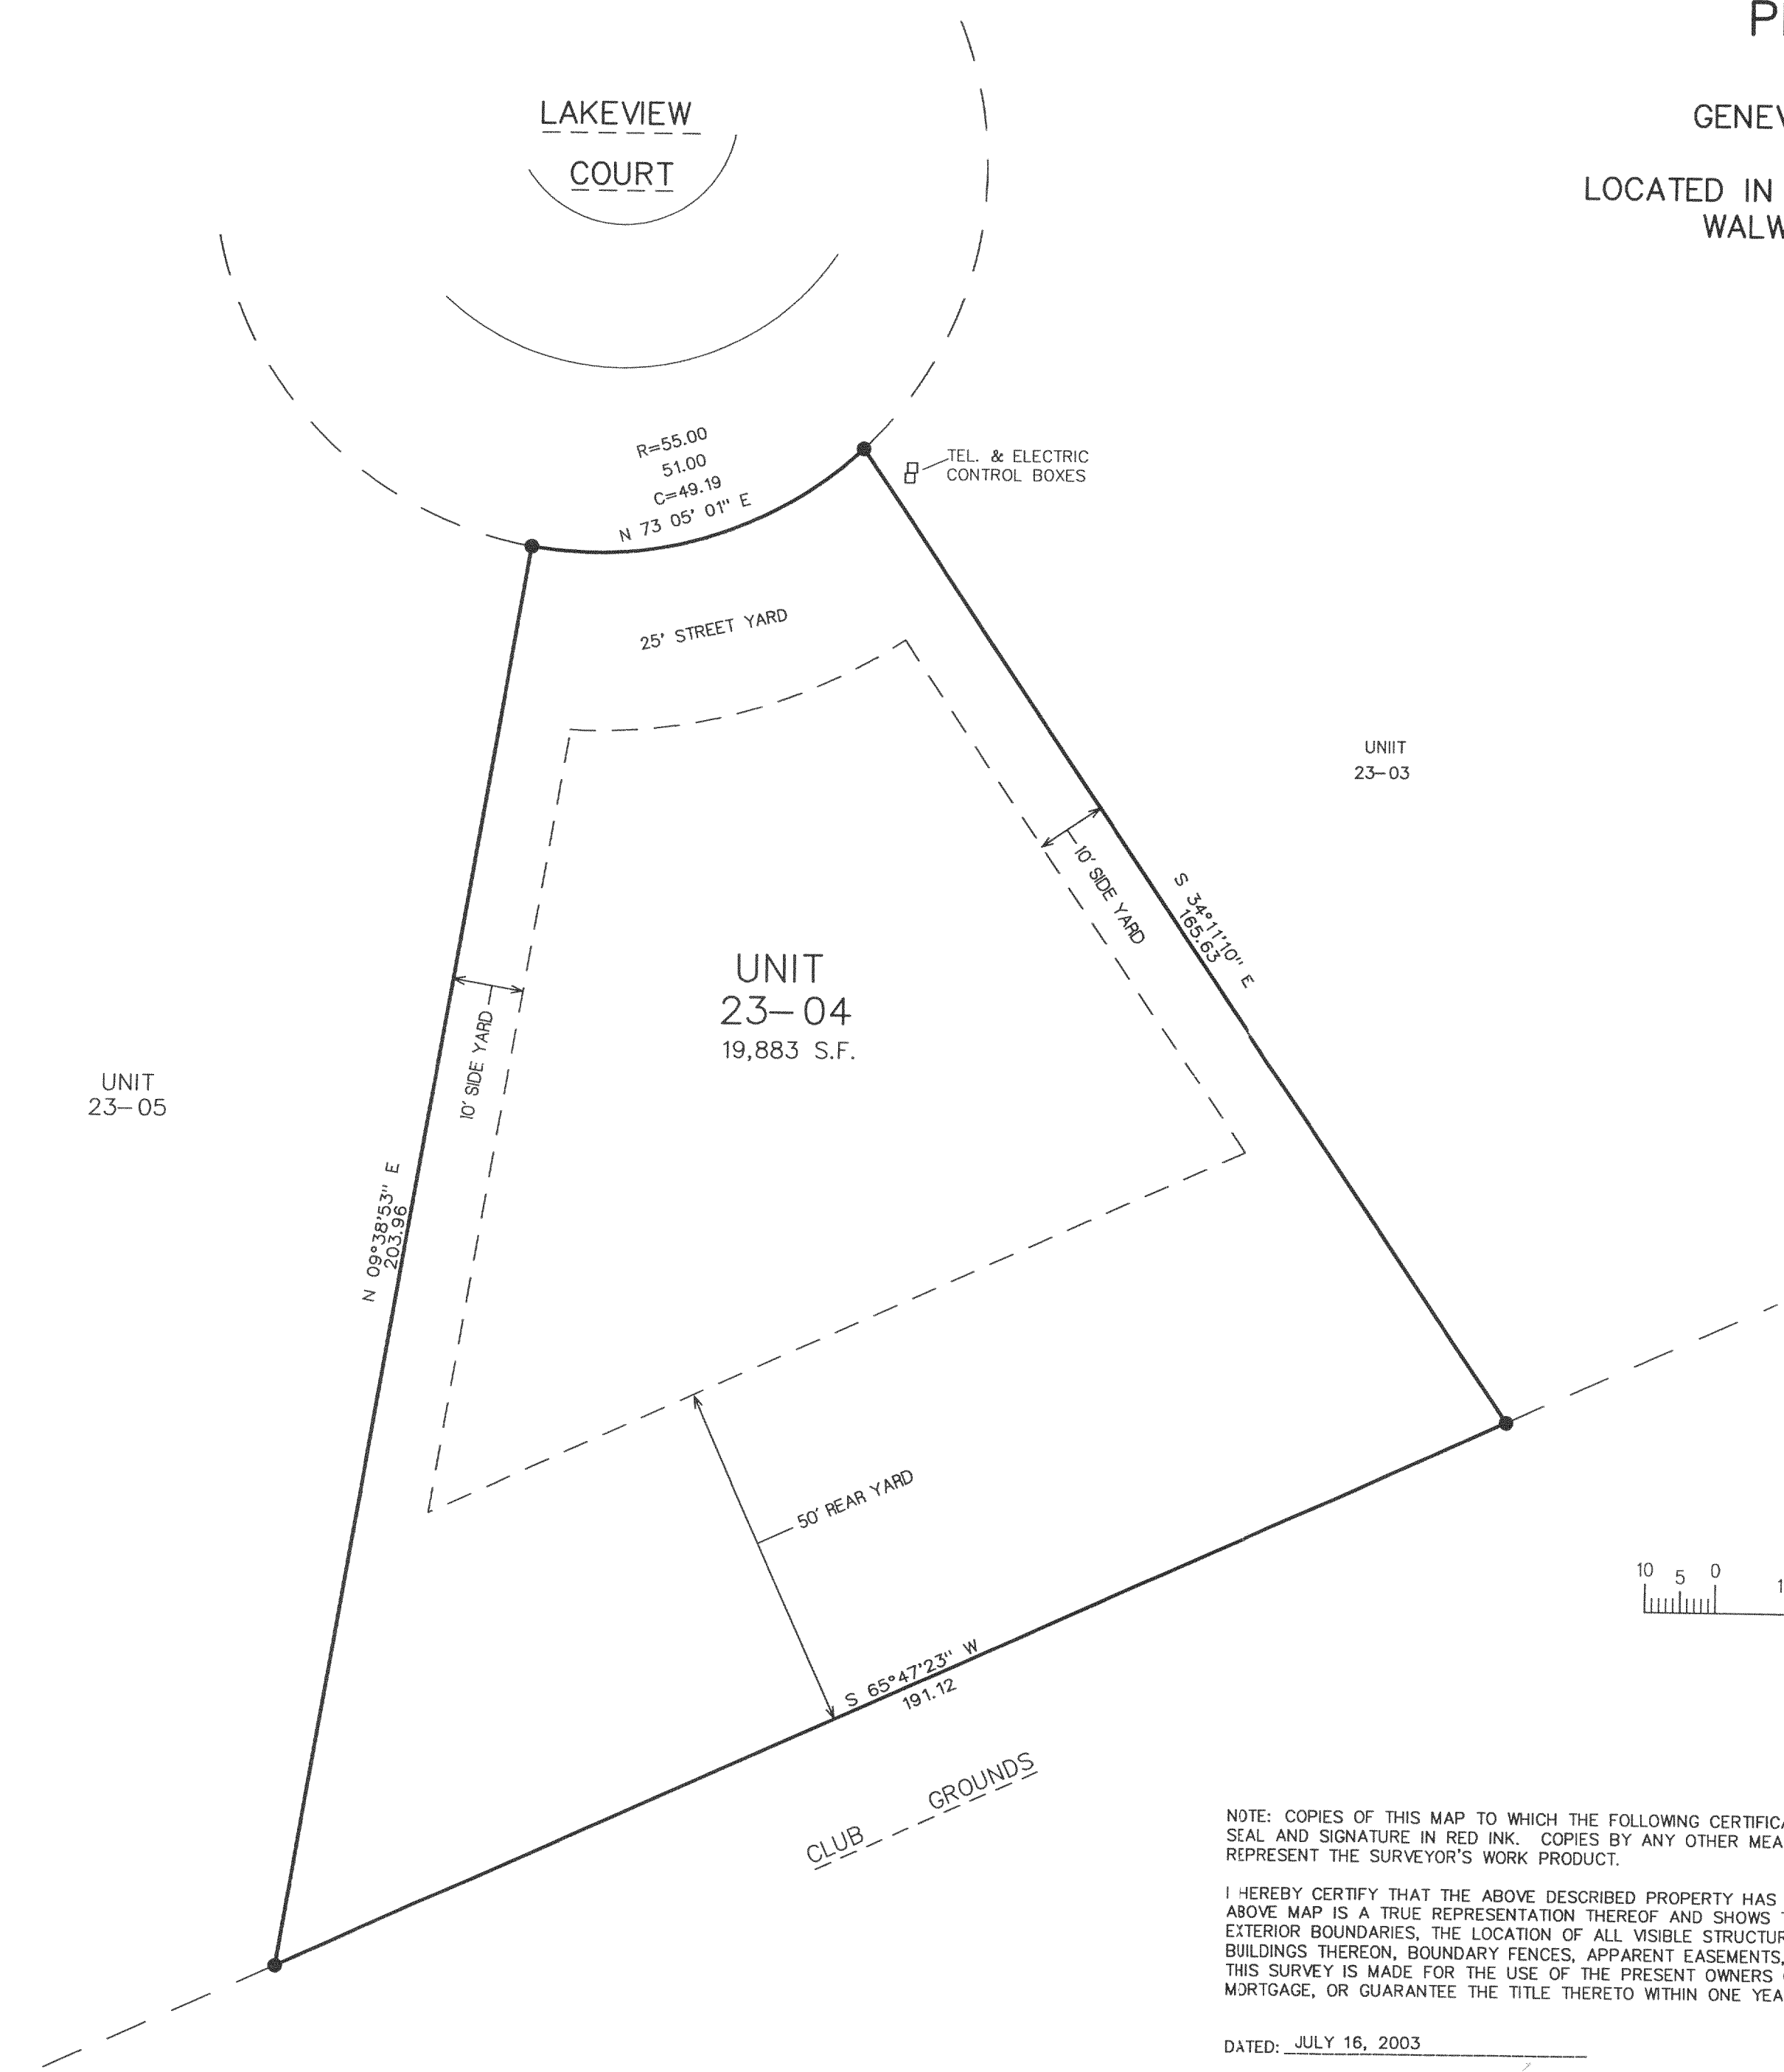 LAKEVIEW
COURT
GENEV
LOCATED IN
WALW
R=55.00
51.00
C=49.19
N 73 05' 01" E
TEL. & ELECTRIC
CONTROL BOXES
25' STREET YARD
UNIIT
23-03
10' SIDE YARD
S 34°11'10" E
165.63
UNIT
23-04
19,883 S.F.
10' SIDE YARD
UNIT
23-05
N 09°38'53" E
203.96
50' REAR YARD
10 5 0 1
S 65°47'23" W
191.12
CLUB GROUNDS
NOTE: COPIES OF THIS MAP TO WHICH THE FOLLOWING CERTIFICA
SEAL AND SIGNATURE IN RED INK. COPIES BY ANY OTHER MEA
REPRESENT THE SURVEYOR'S WORK PRODUCT.
I HEREBY CERTIFY THAT THE ABOVE DESCRIBED PROPERTY HAS
ABOVE MAP IS A TRUE REPRESENTATION THEREOF AND SHOWS T
EXTERIOR BOUNDARIES, THE LOCATION OF ALL VISIBLE STRUCTUR
BUILDINGS THEREON, BOUNDARY FENCES, APPARENT EASEMENTS,
THIS SURVEY IS MADE FOR THE USE OF THE PRESENT OWNERS
MORTGAGE, OR GUARANTEE THE TITLE THERETO WITHIN ONE YEA
DATED: JULY 16, 2003